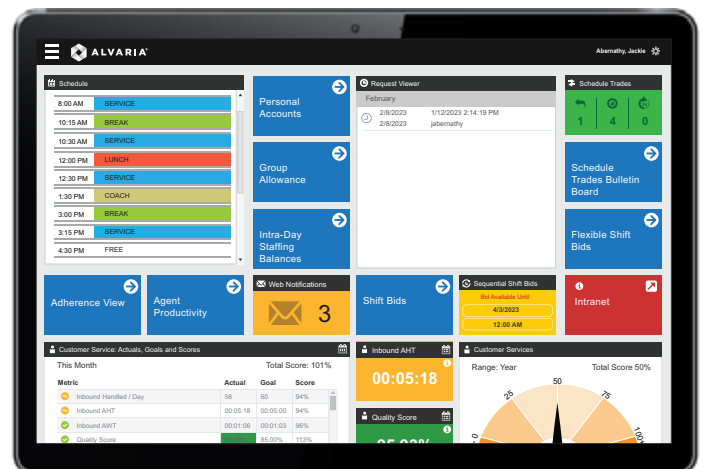 ALVARIA
Abernathy, Jackie
Schedule
8:00 AM SERVICE
10:15 AM BREAK
10:30 AM SERVICE
12:00 PM LUNCH
12:30 PM SERVICE
1:30 PM COACH
3:00 PM BREAK
3:15 PM SERVICE
4:30 PM FREE
Personal
Accounts
Group
Allowance
Intra-Day
Staffing
Balances
Request Viewer
February
2/8/2023 1/12/2023 2:14:19 PM
2/8/2023 jabernathy
Schedule Trades
1 4 0
Schedule
Trades Bulletin
Board
Flexible Shift
Bids
Adherence View
Agent
Productivity
Web Notifications
3
Shift Bids
Sequential Shift Bids
Bid Available Until
4/3/2023
12:00 AM
Intranet
Customer Service: Actuals, Goals and Scores
This Month Total Score: 101%
Metric Actual Goal Score
Inbound Handled / Day 56 60 94%
Inbound AHT 00:05:18 00:05:00 94%
Inbound AWT 00:01:06 00:01:03 96%
Quality Score 85.00% 113%
Inbound AHT
00:05:18
Quality Score
Customer Services
Range: Year Total Score 50%
0 25 50 75 100+